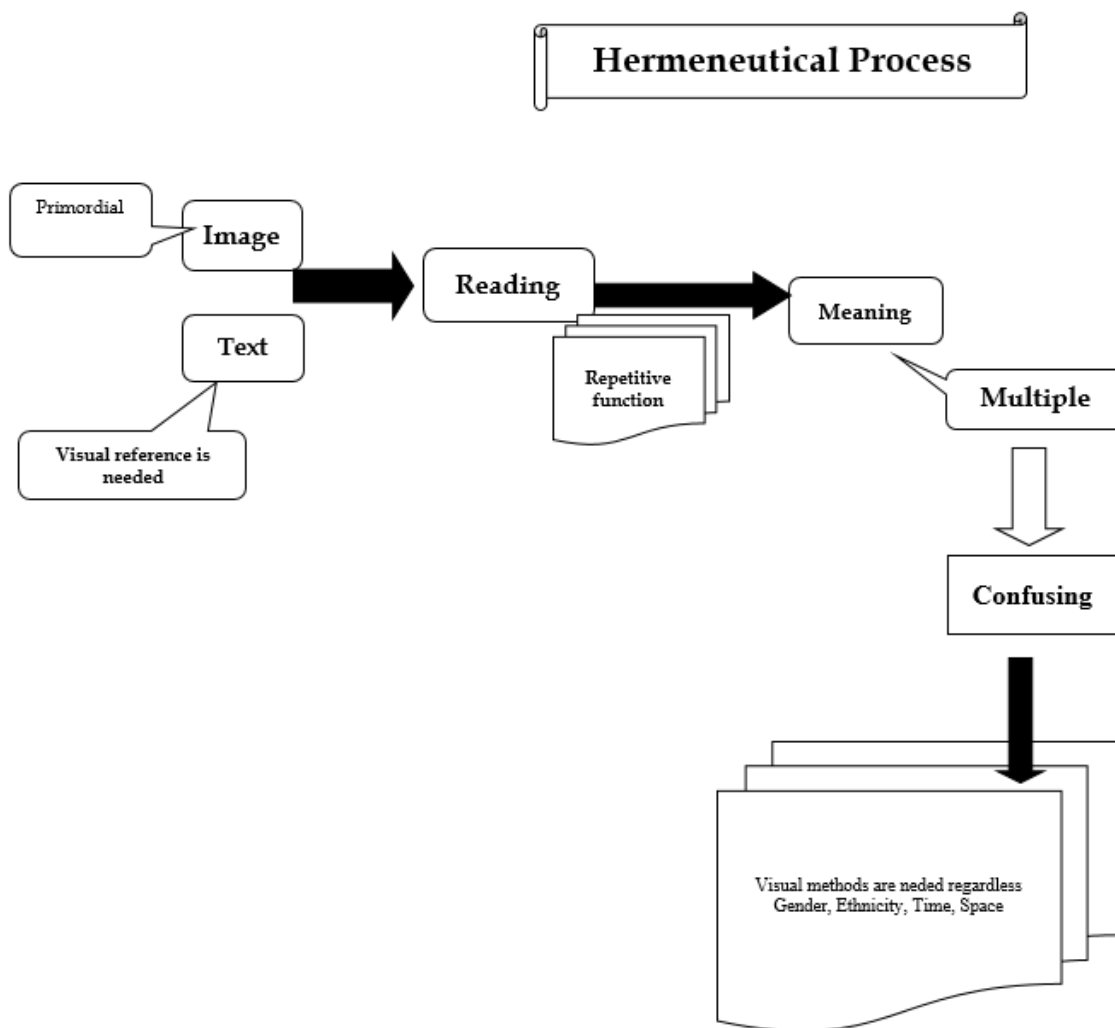 Hermeneutical Process
Primordial
Image
Reading
Meaning
Text
Repetitive
function
Multiple
Visual reference is
needed
Confusing
Visual methods are neded regardless
Gender, Ethnicity, Time, Space